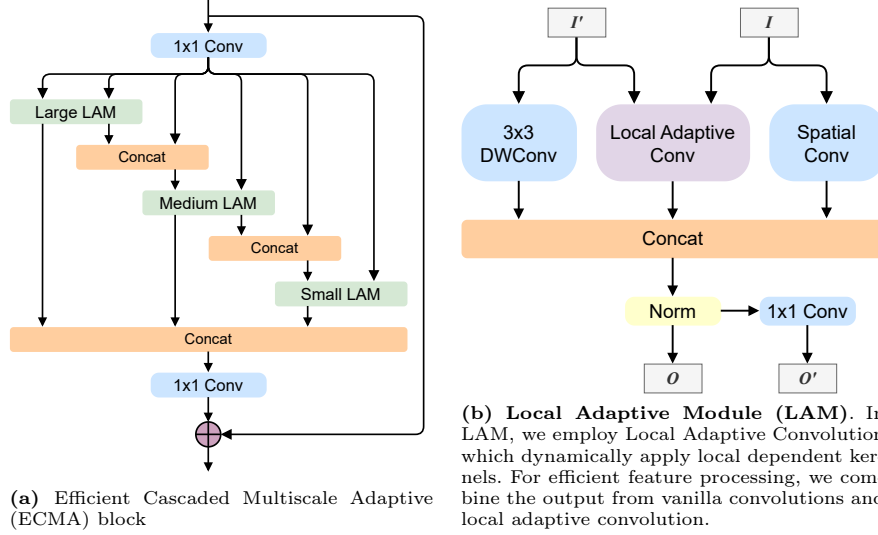 1x1 Conv
Large LAM
Concat
Medium LAM
Concat
Small LAM
Concat
1x1 Conv
(a) Efficient Cascaded Multiscale Adaptive
(ECMA) block
I' I
3x3
DWConv
Local Adaptive
Conv
Spatial
Conv
Concat
Norm
1x1 Conv
O O'
(b) Local Adaptive Module (LAM). In
LAM, we employ Local Adaptive Convolution
which dynamically apply local dependent ker
nels. For efficient feature processing, we com
bine the output from vanilla convolutions and
local adaptive convolution.